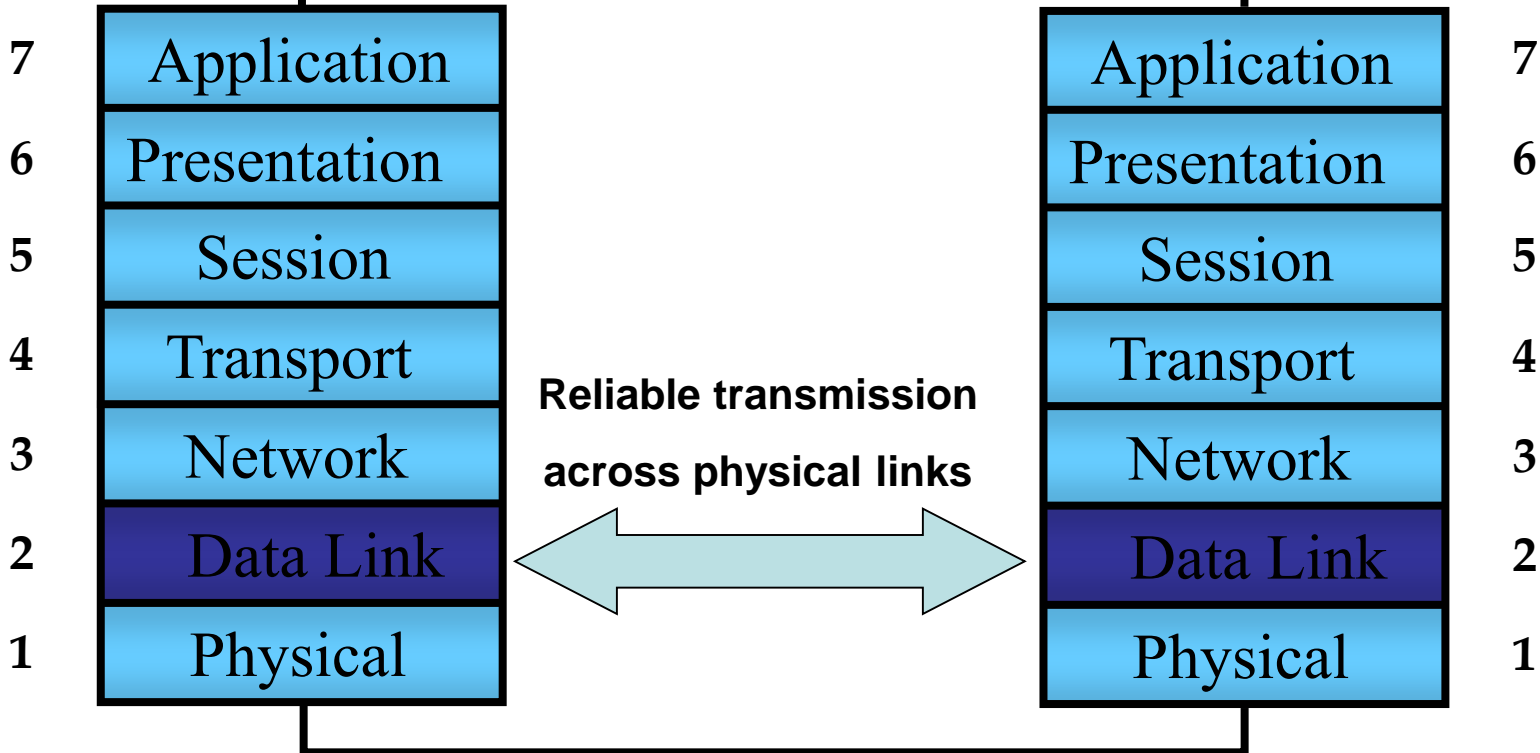 7 Application Application 7
6 Presentation Presentation 6
5 Session Session 5
4 Transport Transport 4
Reliable transmission
3 Network Network 3
across physical links
2 Data Link Data Link 2
1 Physical Physical 1